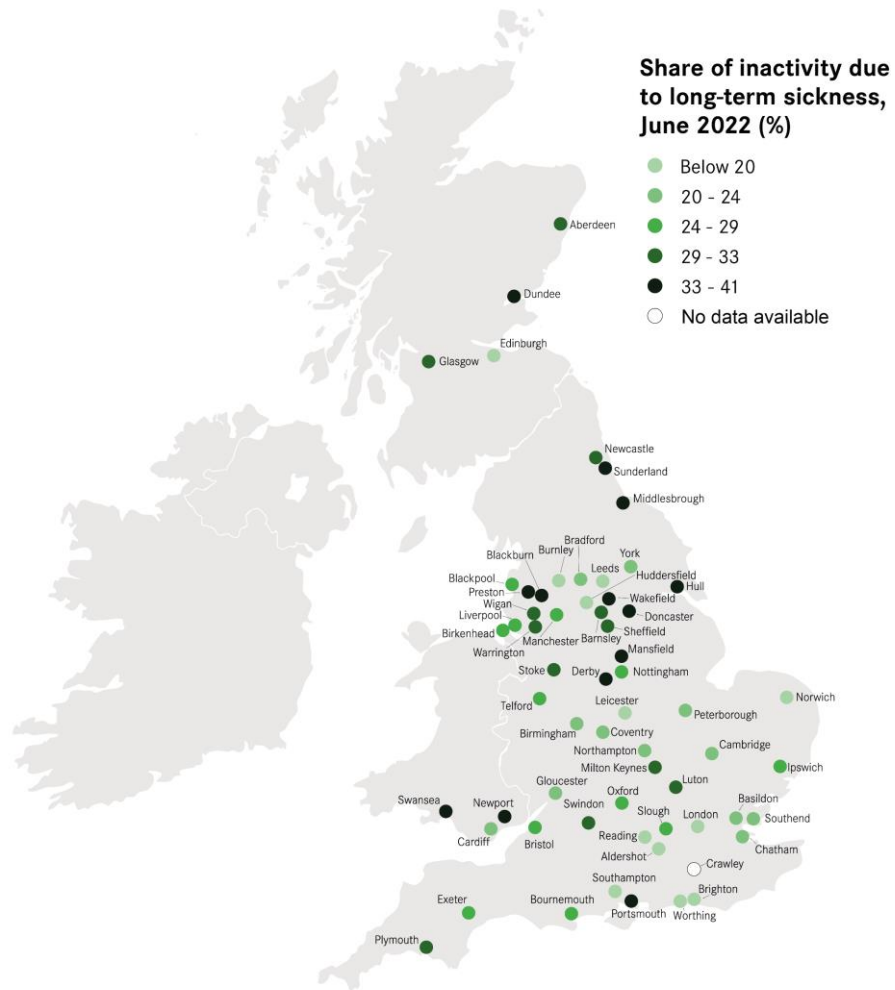 Share of inactivity due
to long-term sickness,
June 2022 (%)
Below 20
20 - 24
24 - 29
29 - 33
33 - 41
No data available
Aberdeen
Dundee
Edinburgh
Glasgow
Newcastle
Sunderland
Middlesbrough
Bradford
Burnley
Blackburn
York
Leeds
Huddersfield
Blackpool
Hull
Preston
Wakefield
Wigan
Doncaster
Liverpool
Birkenhead
Sheffield
Manchester
Barnsley
Warrington
Mansfield
Stoke
Derby
Nottingham
Norwich
Telford
Leicester
Peterborough
Birmingham
Coventry
Northampton
Cambridge
Milton Keynes
Ipswich
Gloucester
Luton
Oxford
Basildon
Swansea
Newport
Swindon
Slough
London
Southend
Cardiff
Bristol
Reading
Chatham
Aldershot
Crawley
Southampton
Brighton
Exeter
Bournemouth
Portsmouth
Worthing
Plymouth